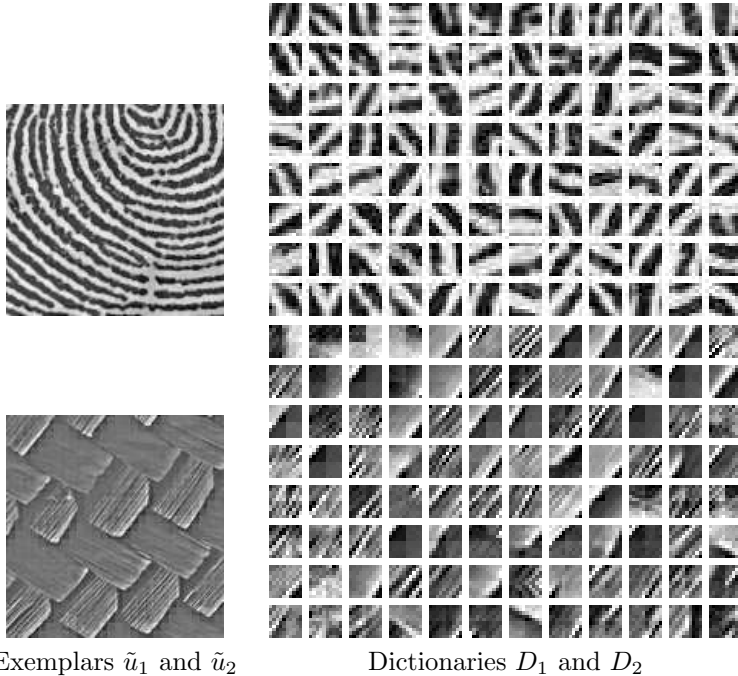 Exemplars ũ₁ and ũ₂
Dictionaries D₁ and D₂